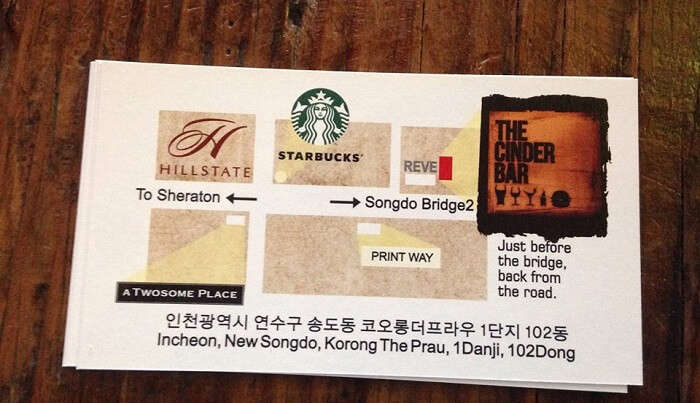 HILLSTATE
STARBUCKS
REVE
THE
CINDER
BAR
To Sheraton
Songdo Bridge2
PRINT WAY
Just before
the bridge,
back from
the road.
A TWOSOME PLACE
인천광역시 연수구 송도동 코오롱더프라우 1단지 102동
Incheon, New Songdo, Korong The Prau, 1Danji, 102Dong